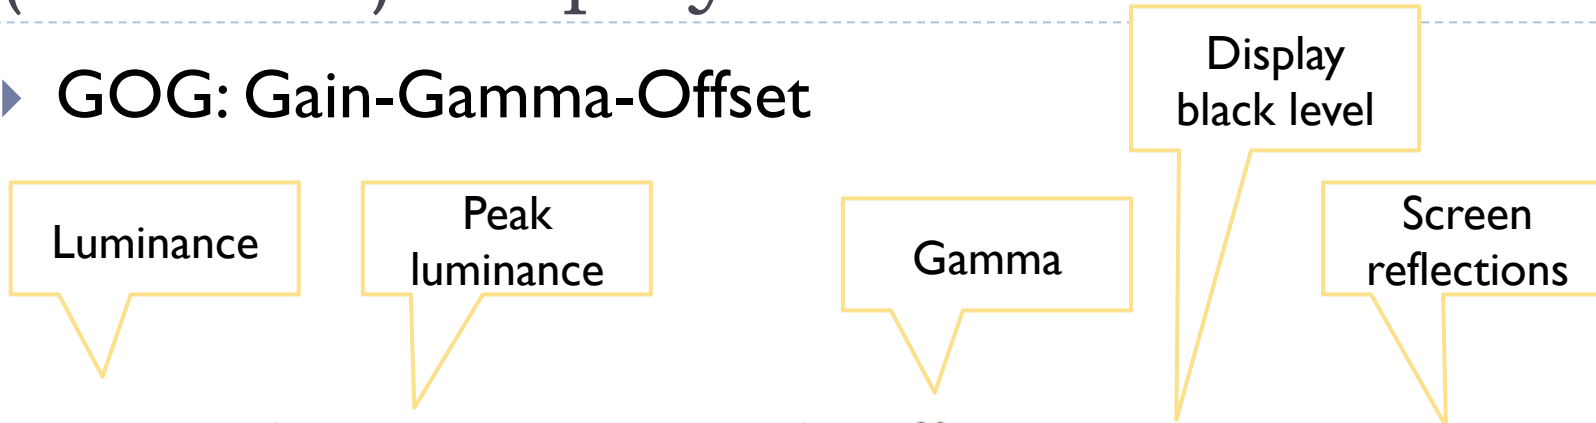 GOG: Gain-Gamma-Offset
Display
black level
Luminance
Peak
luminance
Gamma
Screen
reflections